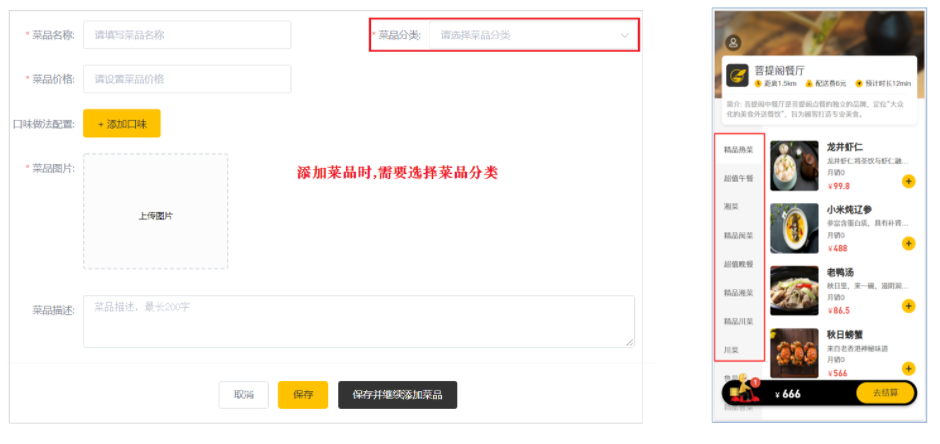 * 菜品名称:
请填写菜品名称
* 菜品分类:
请选择菜品分类
* 菜品价格:
请设置菜品价格
口味做法配置:
+ 添加口味
* 菜品图片:
上传图片
添加菜品时,需要选择菜品分类
菜品描述:
菜品描述，最长200字
取消
保存
保存并继续添加菜品
菩提阁餐厅
距离1.5km
配送费6元
预计时长12min
简介: 菩提阁中餐厅是菩提阁点餐的独立的品牌，定位“大众
化的美食外送餐饮”，旨为顾客打造专业美食。
精品热菜
超值午餐
湘菜
精品阁菜
超值晚餐
精品湘菜
精品川菜
川菜
龙井虾仁
龙井虾仁将茶饮与虾仁融...
月销0
¥99.8
小米炖辽参
参富含蛋白质，具有补肾...
月销0
¥488
老鸭汤
秋日里，来一碗，滋阴润...
月销0
¥86.5
秋日螃蟹
来自老香港神秘味道
月销0
¥566
1
¥ 666
去结算